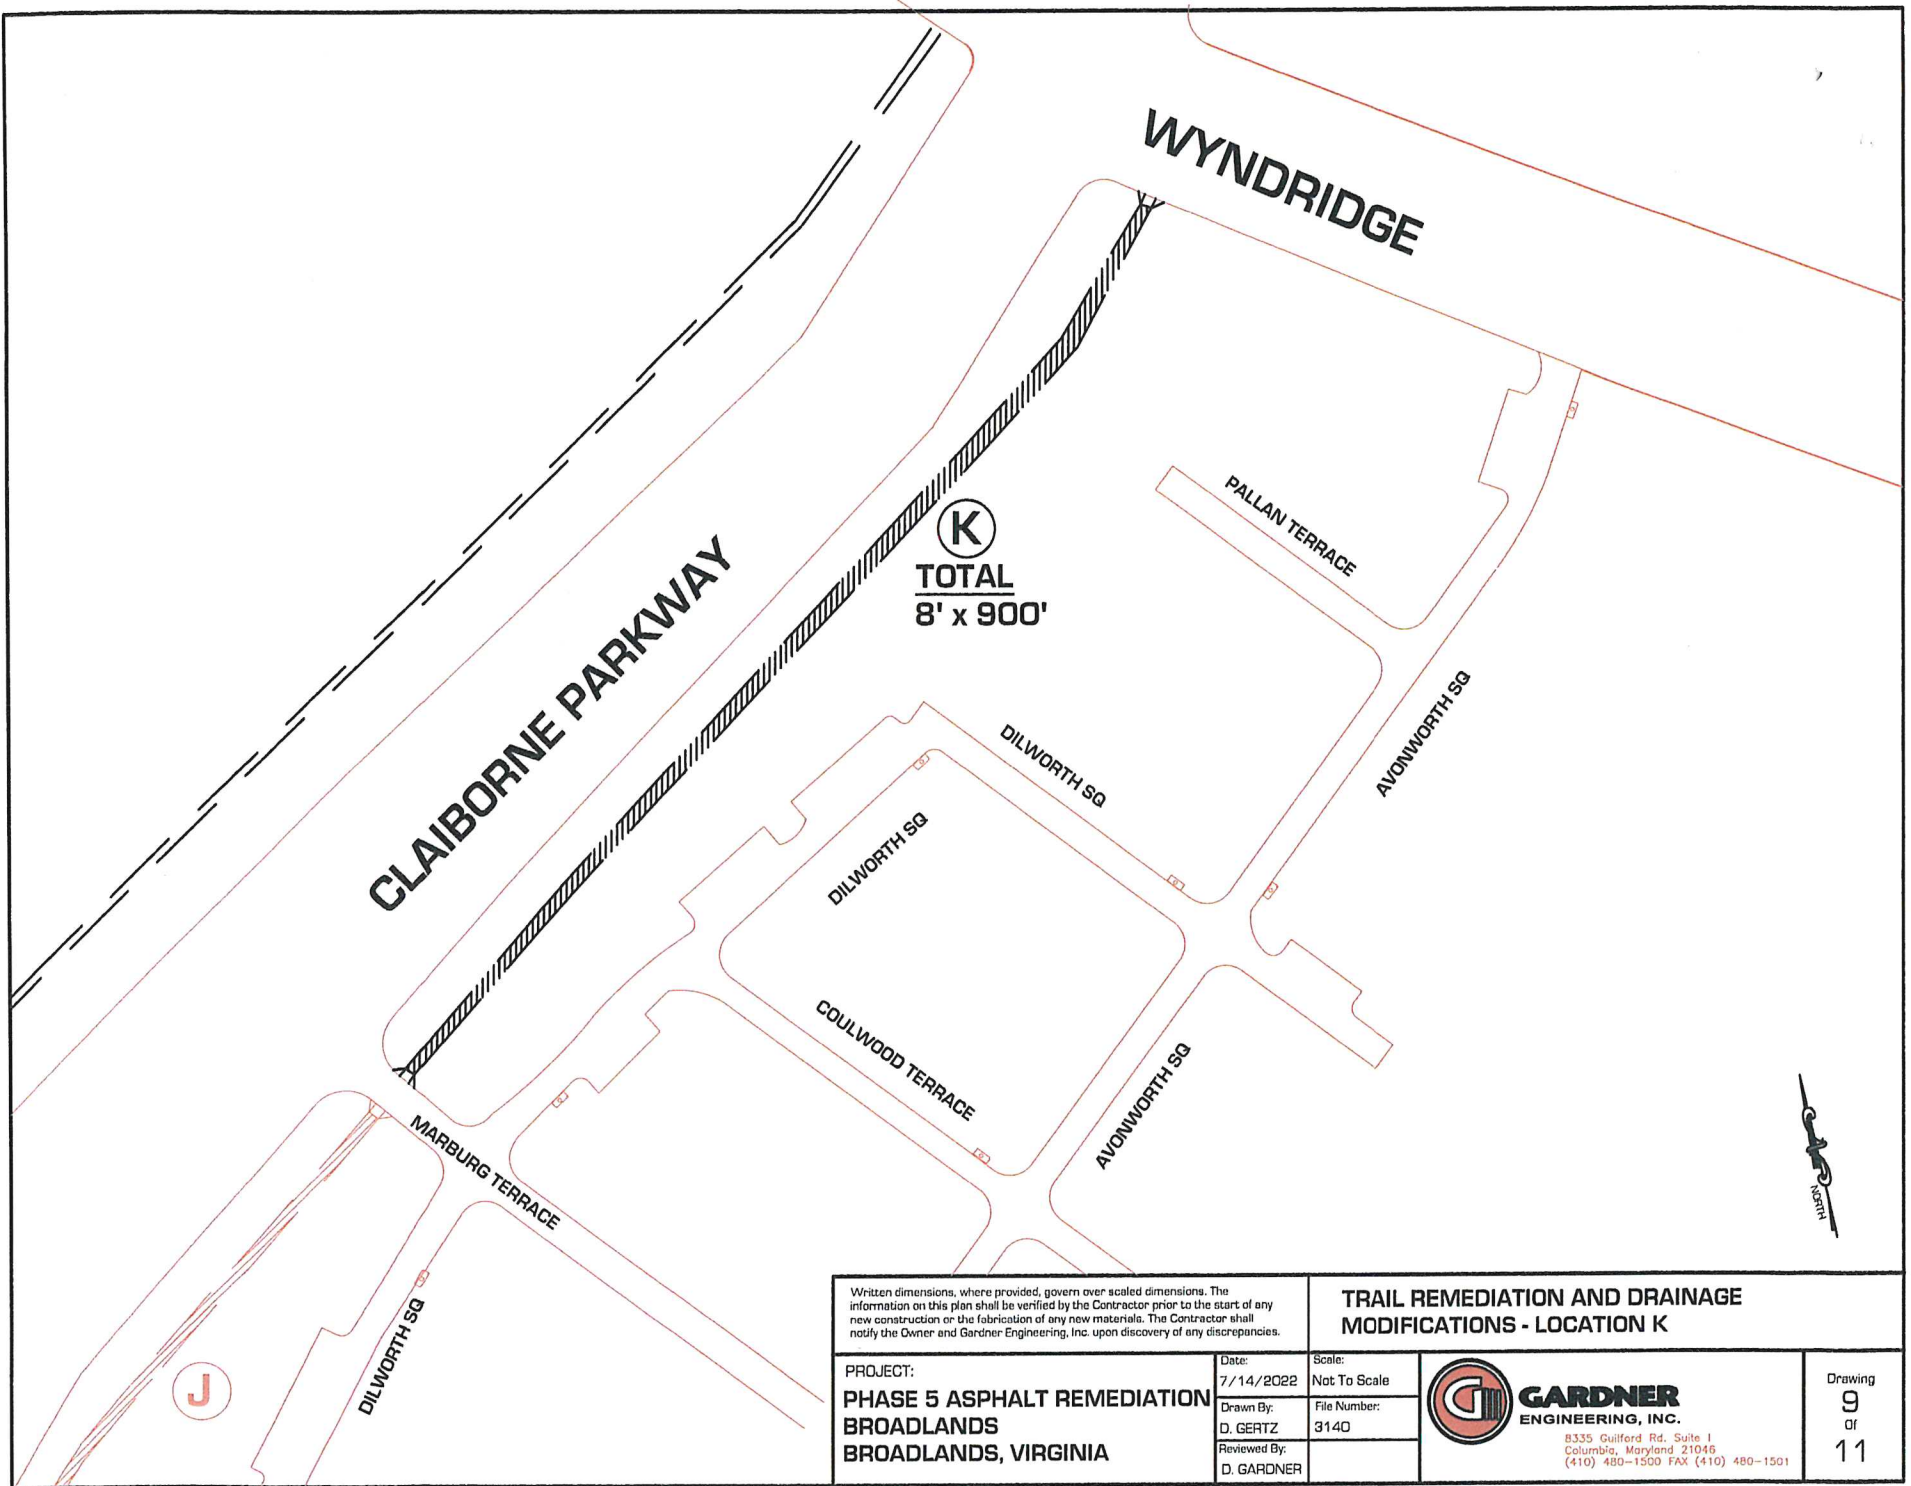 WYNDRIDGE
CLAIBORNE PARKWAY
K
TOTAL
8' x 900'
PALLAN TERRACE
AVONWORTH SQ
DILWORTH SQ
DILWORTH SQ
COULWOOD TERRACE
AVONWORTH SQ
MARBURG TERRACE
DILWORTH SQ
J
NORTH
Written dimensions, where provided, govern over scaled dimensions. The
information on this plan shall be verified by the Contractor prior to the start of any
new construction or the fabrication of any new materials. The Contractor shall
notify the Owner and Gardner Engineering, Inc. upon discovery of any discrepancies.
TRAIL REMEDIATION AND DRAINAGE
MODIFICATIONS - LOCATION K
PROJECT:
PHASE 5 ASPHALT REMEDIATION
BROADLANDS
BROADLANDS, VIRGINIA
Date:
7/14/2022
Scale:
Not To Scale
Drawn By:
D. GERTZ
File Number:
3140
Reviewed By:
D. GARDNER
GARDNER
ENGINEERING, INC.
8335 Guilford Rd. Suite I
Columbia, Maryland 21046
(410) 480-1500 FAX (410) 480-1501
Drawing
9
Of
11